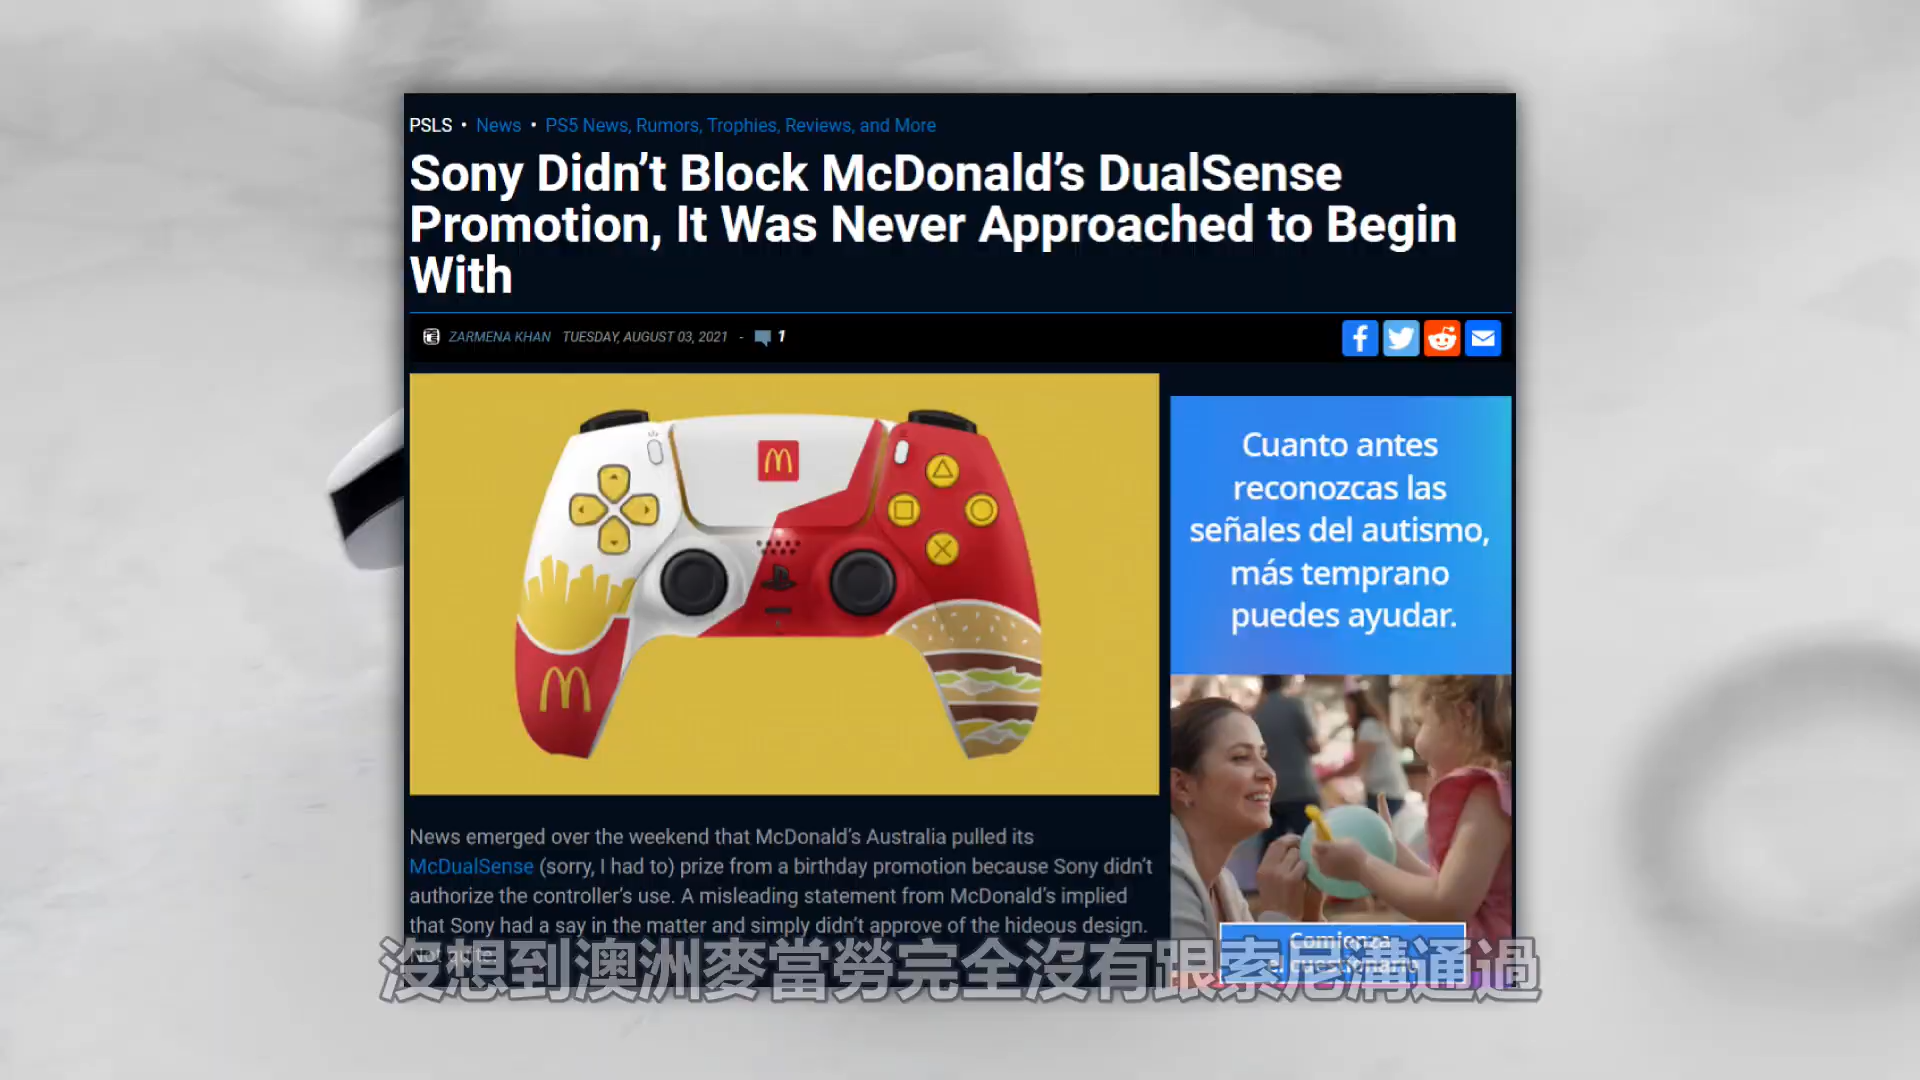 PSLS • News • PS5 News, Rumors, Trophies, Reviews, and More
Sony Didn’t Block McDonald’s DualSense
Promotion, It Was Never Approached to Begin
With
ZARMENA KHAN TUESDAY, AUGUST 03, 2021 - 1
Cuanto antes
reconozcas las
señales del autismo,
más temprano
puedes ayudar.
News emerged over the weekend that McDonald’s Australia pulled its
McDualSense (sorry, I had to) prize from a birthday promotion because Sony didn’t
authorize the controller’s use. A misleading statement from McDonald’s implied
that Sony had a say in the matter and simply didn’t approve of the hideous design.
Not quite.
Comienza
el cuestionario
沒想到澳洲麥當勞完全沒有跟索尼溝通過